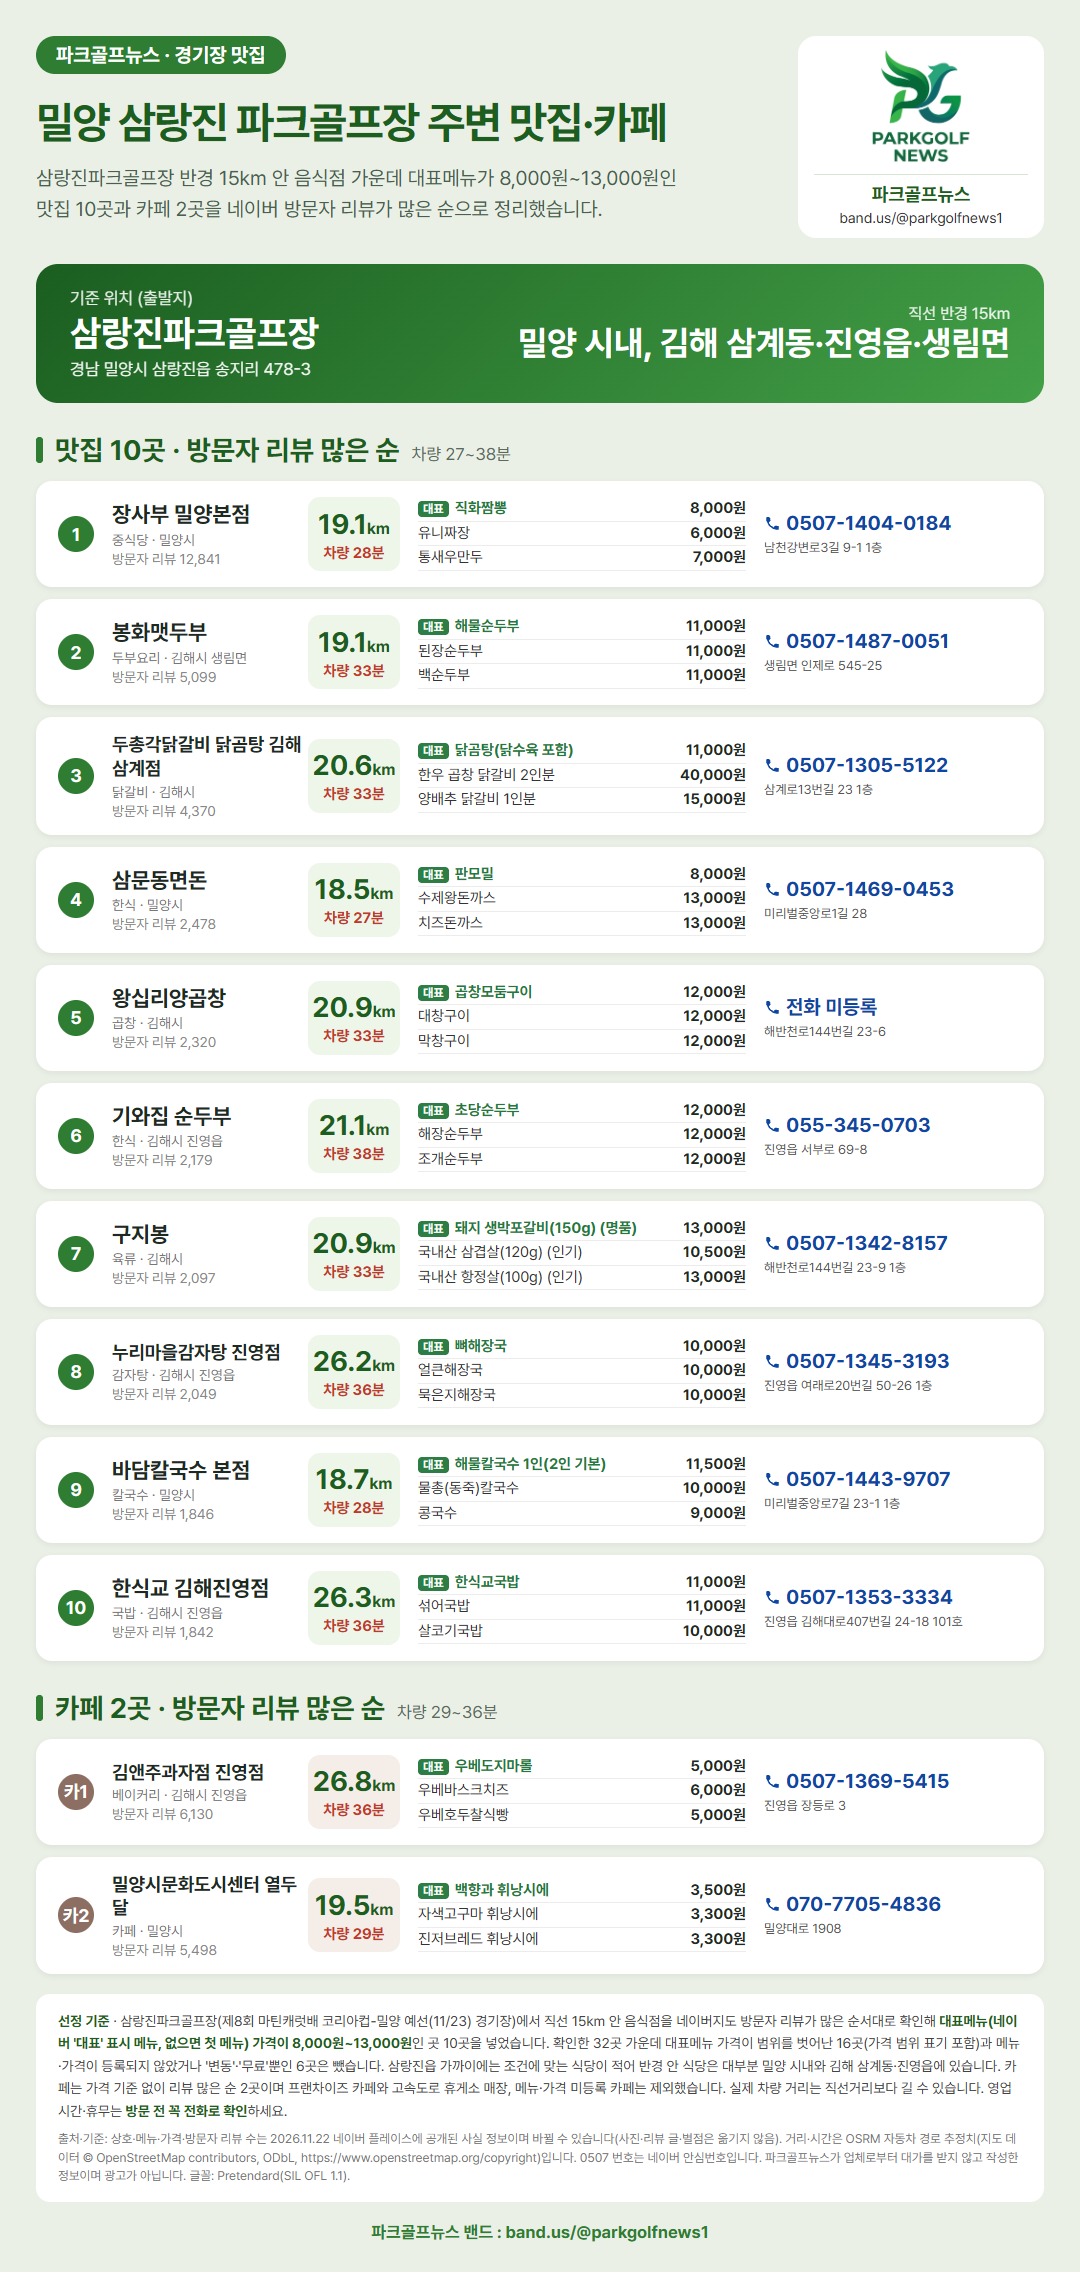 파크골프뉴스 · 경기장 맛집
밀양 삼랑진 파크골프장 주변 맛집·카페
삼랑진파크골프장 반경 15km 안 음식점 가운데 대표메뉴가 8,000원~13,000원인
맛집 10곳과 카페 2곳을 네이버 방문자 리뷰가 많은 순으로 정리했습니다.
PARKGOLF
NEWS
파크골프뉴스
band.us/@parkgolfnews1
기준 위치 (출발지)
삼랑진파크골프장
경남 밀양시 삼랑진읍 송지리 478-3
직선 반경 15km
밀양 시내, 김해 삼계동·진영읍·생림면
맛집 10곳 · 방문자 리뷰 많은 순 차량 27~38분
1
장사부 밀양본점
중식당 · 밀양시
방문자 리뷰 12,841
19.1km
차량 28분
대표 직화짬뽕 8,000원
유니짜장 6,000원
통새우만두 7,000원
0507-1404-0184
남천강변로3길 9-1 1층
2
봉화맷두부
두부요리 · 김해시 생림면
방문자 리뷰 5,099
19.1km
차량 33분
대표 해물순두부 11,000원
된장순두부 11,000원
백순두부 11,000원
0507-1487-0051
생림면 인제로 545-25
3
두총각닭갈비 닭곰탕 김해
삼계점
닭갈비 · 김해시
방문자 리뷰 4,370
20.6km
차량 33분
대표 닭곰탕(닭수육 포함) 11,000원
한우 곱창 닭갈비 2인분 40,000원
양배추 닭갈비 1인분 15,000원
0507-1305-5122
삼계로13번길 23 1층
4
삼문동면돈
한식 · 밀양시
방문자 리뷰 2,478
18.5km
차량 27분
대표 판모밀 8,000원
수제왕돈까스 13,000원
치즈돈까스 13,000원
0507-1469-0453
미리벌중앙로1길 28
5
왕십리양곱창
곱창 · 김해시
방문자 리뷰 2,320
20.9km
차량 33분
대표 곱창모둠구이 12,000원
대창구이 12,000원
막창구이 12,000원
전화 미등록
해반천로144번길 23-6
6
기와집 순두부
한식 · 김해시 진영읍
방문자 리뷰 2,179
21.1km
차량 38분
대표 초당순두부 12,000원
해장순두부 12,000원
조개순두부 12,000원
055-345-0703
진영읍 서부로 69-8
7
구지봉
육류 · 김해시
방문자 리뷰 2,097
20.9km
차량 33분
대표 돼지 생박포갈비(150g) (명품) 13,000원
국내산 삼겹살(120g) (인기) 10,500원
국내산 항정살(100g) (인기) 13,000원
0507-1342-8157
해반천로144번길 23-9 1층
8
누리마을감자탕 진영점
감자탕 · 김해시 진영읍
방문자 리뷰 2,049
26.2km
차량 36분
대표 뼈해장국 10,000원
얼큰해장국 10,000원
묵은지해장국 10,000원
0507-1345-3193
진영읍 여래로20번길 50-26 1층
9
바담칼국수 본점
칼국수 · 밀양시
방문자 리뷰 1,846
18.7km
차량 28분
대표 해물칼국수 1인(2인 기본) 11,500원
물총(동죽)칼국수 10,000원
콩국수 9,000원
0507-1443-9707
미리벌중앙로7길 23-1 1층
10
한식교 김해진영점
국밥 · 김해시 진영읍
방문자 리뷰 1,842
26.3km
차량 36분
대표 한식교국밥 11,000원
섞어국밥 11,000원
살코기국밥 10,000원
0507-1353-3334
진영읍 김해대로407번길 24-18 101호
카페 2곳 · 방문자 리뷰 많은 순 차량 29~36분
카1
김앤주과자점 진영점
베이커리 · 김해시 진영읍
방문자 리뷰 6,130
26.8km
차량 36분
대표 우베도지마롤 5,000원
우베바스크치즈 6,000원
우베호두찰식빵 5,000원
0507-1369-5415
진영읍 장등로 3
카2
밀양시문화도시센터 열두
달
카페 · 밀양시
방문자 리뷰 5,498
19.5km
차량 29분
대표 백향과 휘낭시에 3,500원
자색고구마 휘낭시에 3,300원
진저브레드 휘낭시에 3,300원
070-7705-4836
밀양대로 1908
선정 기준 · 삼랑진파크골프장(제8회 마틴캐럿배 코리아컵-밀양 예선(11/23) 경기장)에서 직선 15km 안 음식점을 네이버지도 방문자 리뷰가 많은 순서대로 확인해 대표메뉴(네이
버 '대표' 표시 메뉴, 없으면 첫 메뉴) 가격이 8,000원~13,000원인 곳 10곳을 넣었습니다. 확인한 32곳 가운데 대표메뉴 가격이 범위를 벗어난 16곳(가격 범위 표기 포함)과 메뉴
·가격이 등록되지 않았거나 '변동'·'무료'뿐인 6곳은 뺐습니다. 삼랑진읍 가까이에는 조건에 맞는 식당이 적어 반경 안 식당은 대부분 밀양 시내와 김해 삼계동·진영읍에 있습니다. 카
페는 가격 기준 없이 리뷰 많은 순 2곳이며 프랜차이즈 카페와 고속도로 휴게소 매장, 메뉴·가격 미등록 카페는 제외했습니다. 실제 차량 거리는 직선거리보다 길 수 있습니다. 영업
시간·휴무는 방문 전 꼭 전화로 확인하세요.
출처·기준: 상호·메뉴·가격·방문자 리뷰 수는 2026.11.22 네이버 플레이스에 공개된 사실 정보이며 바뀔 수 있습니다(사진·리뷰 글·별점은 옮기지 않음). 거리·시간은 OSRM 자동차 경로 추정치(지도 데
이터 © OpenStreetMap contributors, ODbL, https://www.openstreetmap.org/copyright)입니다. 0507 번호는 네이버 안심번호입니다. 파크골프뉴스가 업체로부터 대가를 받지 않고 작성한
정보이며 광고가 아닙니다. 글꼴: Pretendard(SIL OFL 1.1).
파크골프뉴스 밴드 : band.us/@parkgolfnews1